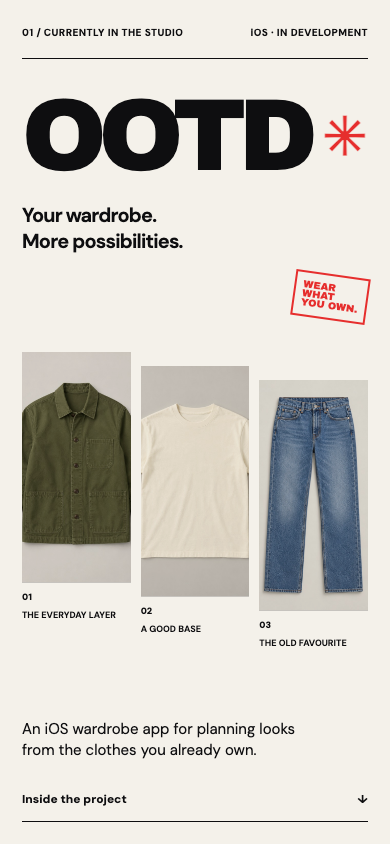 01 / CURRENTLY IN THE STUDIO
IOS · IN DEVELOPMENT
OOTD
Your wardrobe.
More possibilities.
WEAR
WHAT
YOU OWN.
01
THE EVERYDAY LAYER
02
A GOOD BASE
03
THE OLD FAVOURITE
An iOS wardrobe app for planning looks
from the clothes you already own.
Inside the project